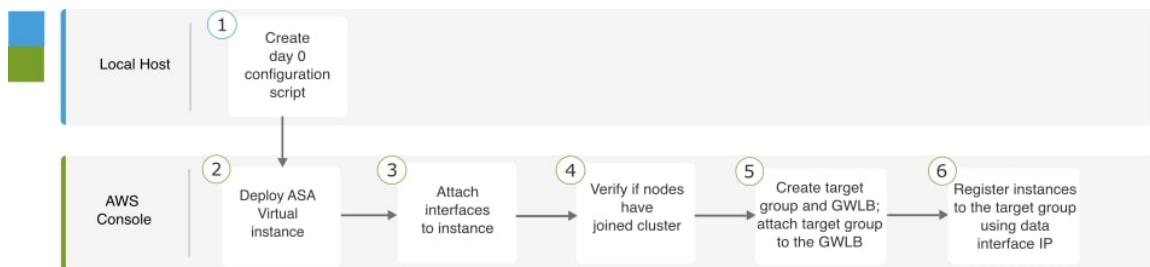 Local Host
1
Create
day 0
configuration
script
AWS
Console
2
Deploy ASA
Virtual
instance
3
Attach
interfaces
to instance
4
Verify if nodes
have
joined cluster
5
Create target
group and GWLB;
attach target group
to the GWLB
6
Register instances
to the target group
using data
interface IP